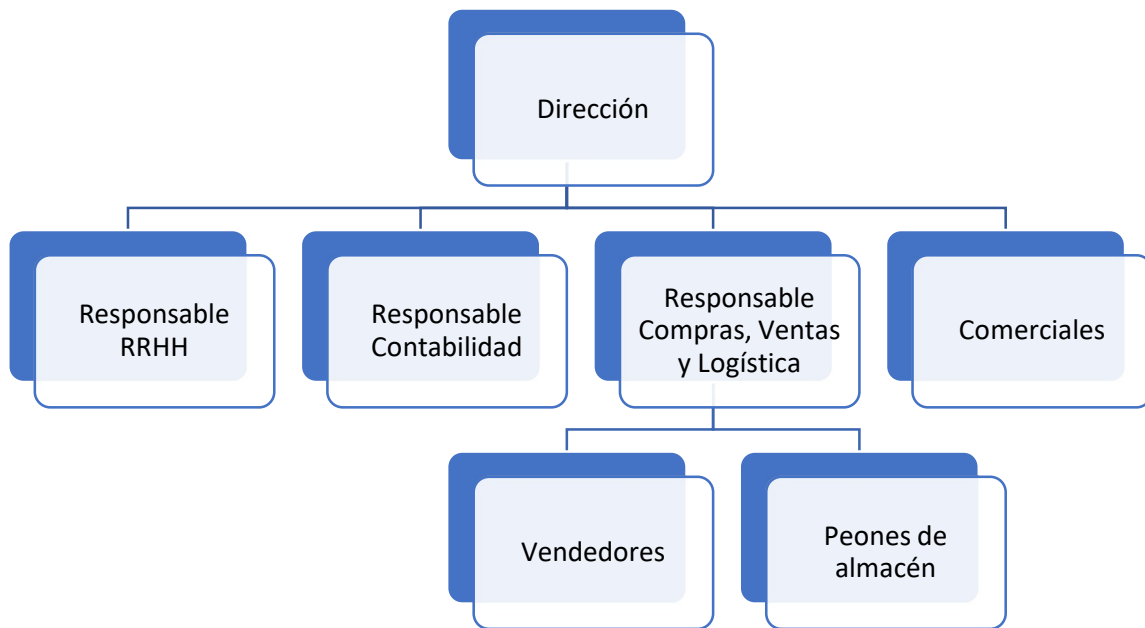 Dirección
Responsable
RRHH
Responsable
Contabilidad
Responsable
Compras, Ventas
y Logística
Comerciales
Vendedores
Peones de
almacén